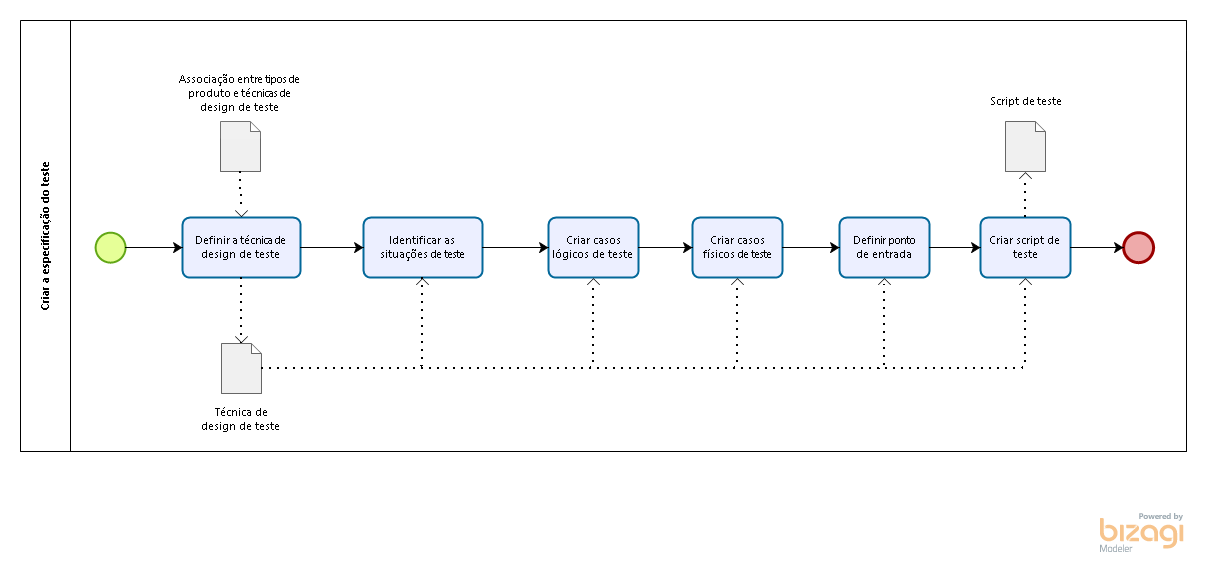 Criar a especificação do teste
Associação entre tipos de
produto e técnicas de
design de teste
Script de teste
Definir a técnica de
design de teste
Identificar as
situações de teste
Criar casos
lógicos de teste
Criar casos
físicos de teste
Definir ponto
de entrada
Criar script de
teste
Técnica de
design de teste
Powered by
bizagi
Modeler